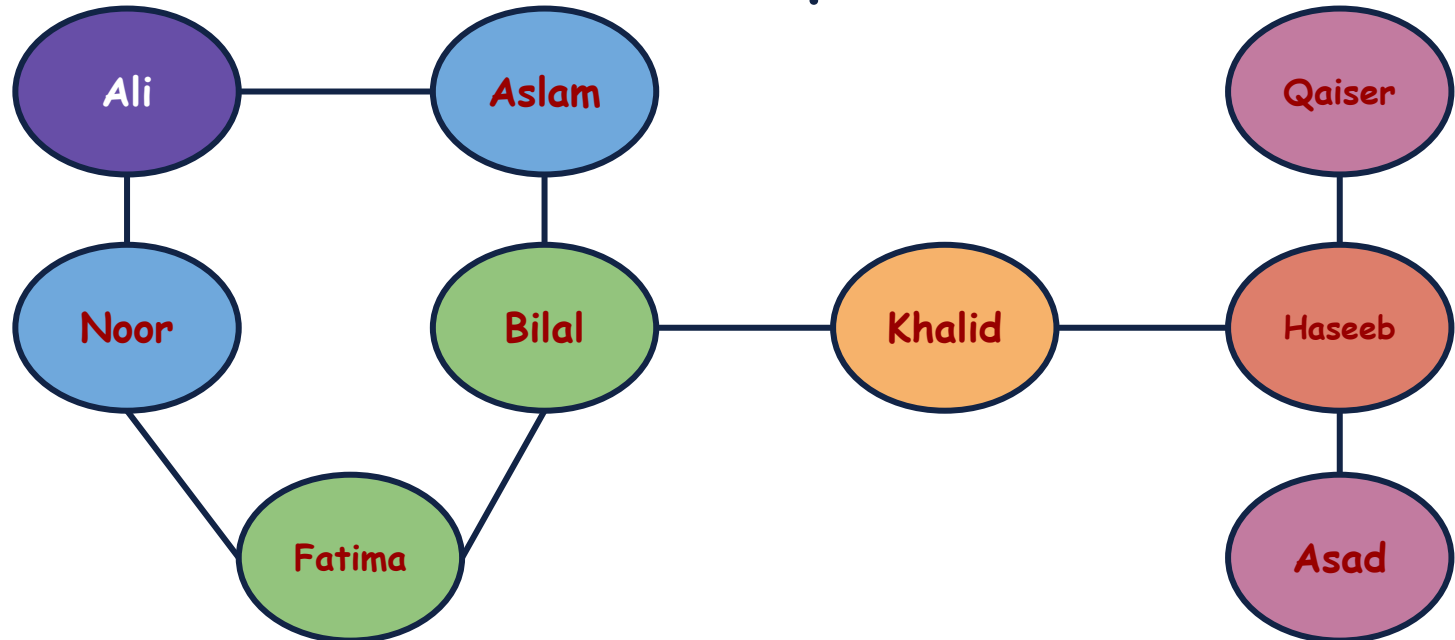 Ali
Aslam
Qaiser
Noor
Bilal
Khalid
Haseeb
Fatima
Asad